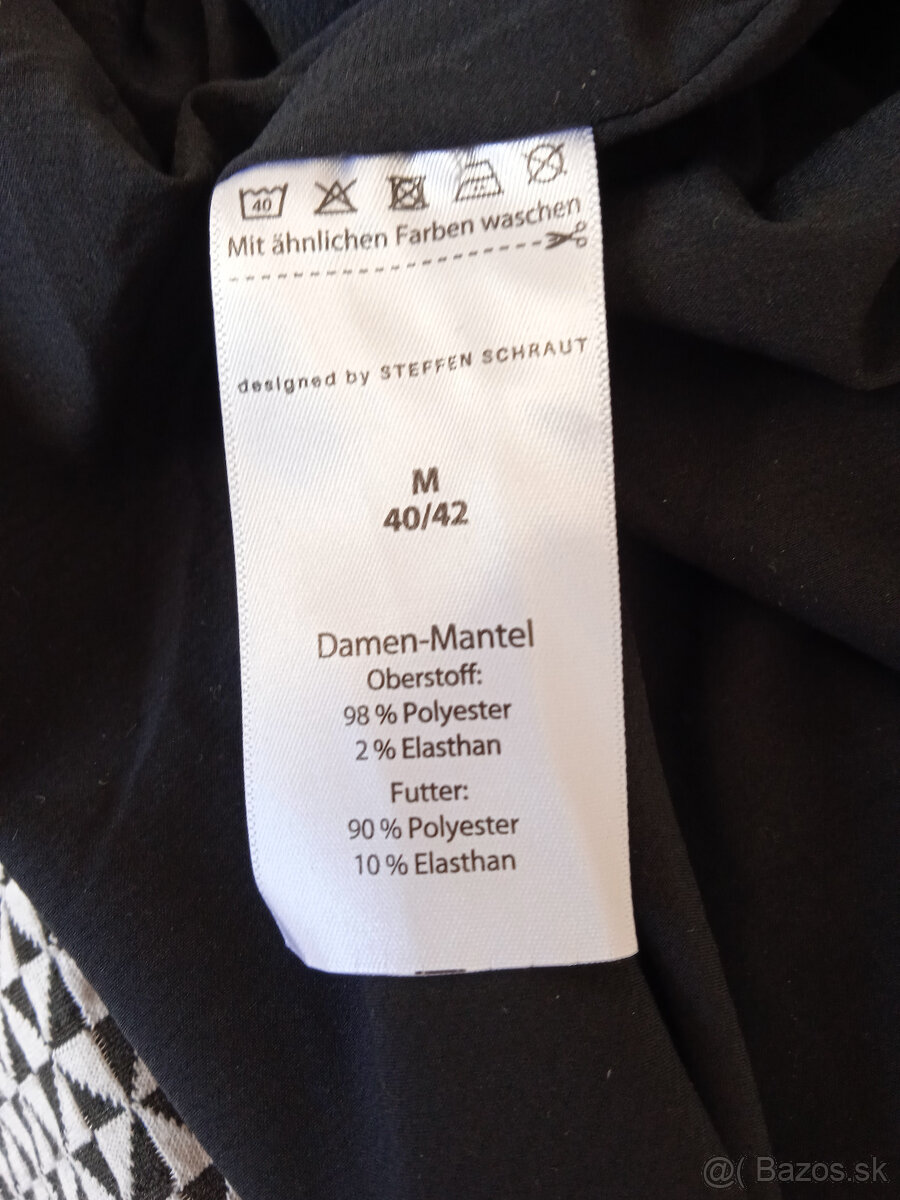 40
Mit ähnlichen Farben waschen
designed by STEFFEN SCHRAUT
M
40/42
Damen-Mantel
Oberstoff:
98 % Polyester
2 % Elasthan
Futter:
90 % Polyester
10 % Elasthan
@( Bazos.sk